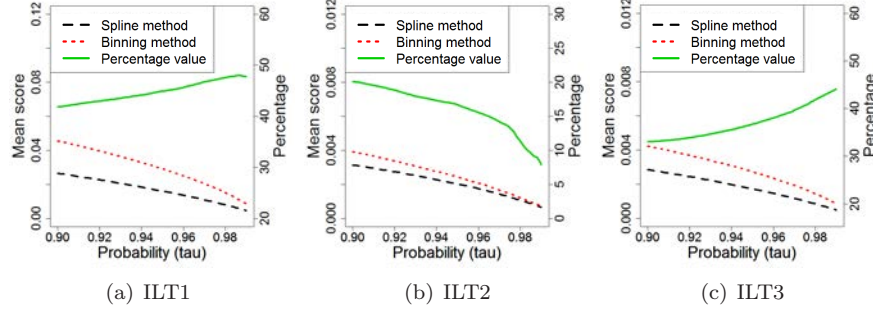 Spline method
Binning method
Percentage value
Mean score
0.00 0.04 0.08 0.12
Percentage
20 30 40 50 60
0.90 0.92 0.94 0.96 0.98
Probability (tau)
(a) ILT1
Spline method
Binning method
Percentage value
Mean score
0.000 0.004 0.008 0.012
Percentage
0 5 10 15 20 25 30
0.90 0.92 0.94 0.96 0.98
Probability (tau)
(b) ILT2
Spline method
Binning method
Percentage value
Mean score
0.000 0.004 0.008 0.012
Percentage
20 30 40 50 60
0.90 0.92 0.94 0.96 0.98
Probability (tau)
(c) ILT3